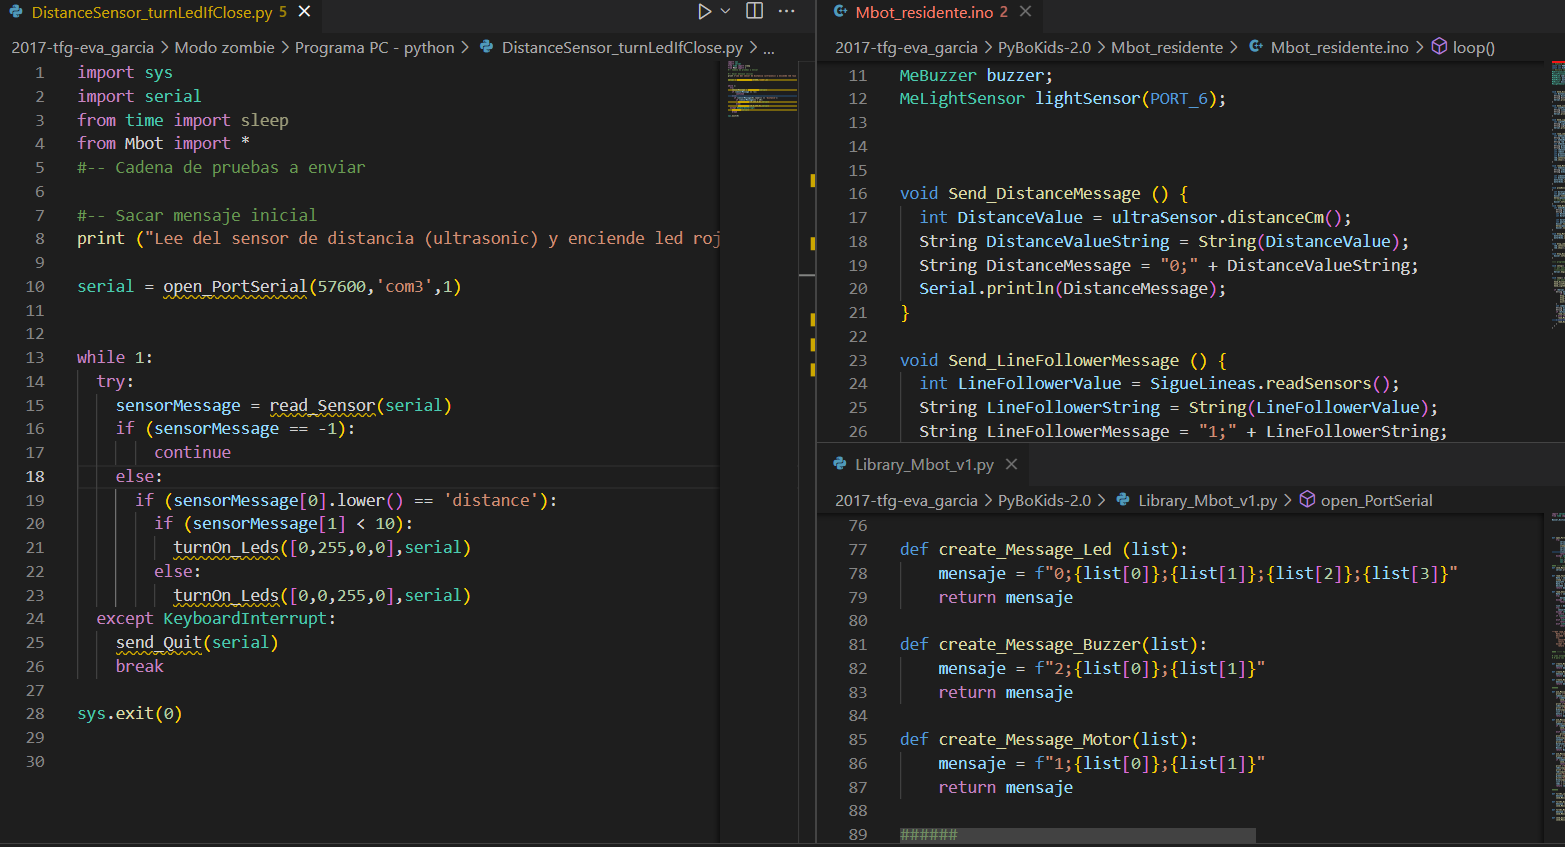 DistanceSensor_turnLedIfClose.py 5
2017-tfg-eva_garcia > Modo zombie > Programa PC - python > DistanceSensor_turnLedIfClose.py > ...
1 import sys
2 import serial
3 from time import sleep
4 from Mbot import *
5 #-- Cadena de pruebas a enviar
6
7 #-- Sacar mensaje inicial
8 print ("Lee del sensor de distancia (ultrasonic) y enciende led roj
9
10 serial = open_PortSerial(57600,'com3',1)
11
12
13 while 1:
14 try:
15 sensorMessage = read_Sensor(serial)
16 if (sensorMessage == -1):
17 continue
18 else:
19 if (sensorMessage[0].lower() == 'distance'):
20 if (sensorMessage[1] < 10):
21 turnOn_Leds([0,255,0,0],serial)
22 else:
23 turnOn_Leds([0,0,255,0],serial)
24 except KeyboardInterrupt:
25 send_Quit(serial)
26 break
27
28 sys.exit(0)
29
30
Mbot_residente.ino 2
2017-tfg-eva_garcia > PyBoKids-2.0 > Mbot_residente > Mbot_residente.ino > loop()
11 MeBuzzer buzzer;
12 MeLightSensor lightSensor(PORT_6);
13
14
15
16 void Send_DistanceMessage () {
17 int DistanceValue = ultraSensor.distanceCm();
18 String DistanceValueString = String(DistanceValue);
19 String DistanceMessage = "0;" + DistanceValueString;
20 Serial.println(DistanceMessage);
21 }
22
23 void Send_LineFollowerMessage () {
24 int LineFollowerValue = SigueLineas.readSensors();
25 String LineFollowerString = String(LineFollowerValue);
26 String LineFollowerMessage = "1;" + LineFollowerString;
Library_Mbot_v1.py
2017-tfg-eva_garcia > PyBoKids-2.0 > Library_Mbot_v1.py > open_PortSerial
76
77 def create_Message_Led (list):
78 mensaje = f"0;{list[0]};{list[1]};{list[2]};{list[3]}"
79 return mensaje
80
81 def create_Message_Buzzer(list):
82 mensaje = f"2;{list[0]};{list[1]}"
83 return mensaje
84
85 def create_Message_Motor(list):
86 mensaje = f"1;{list[0]};{list[1]}"
87 return mensaje
88
89 ######